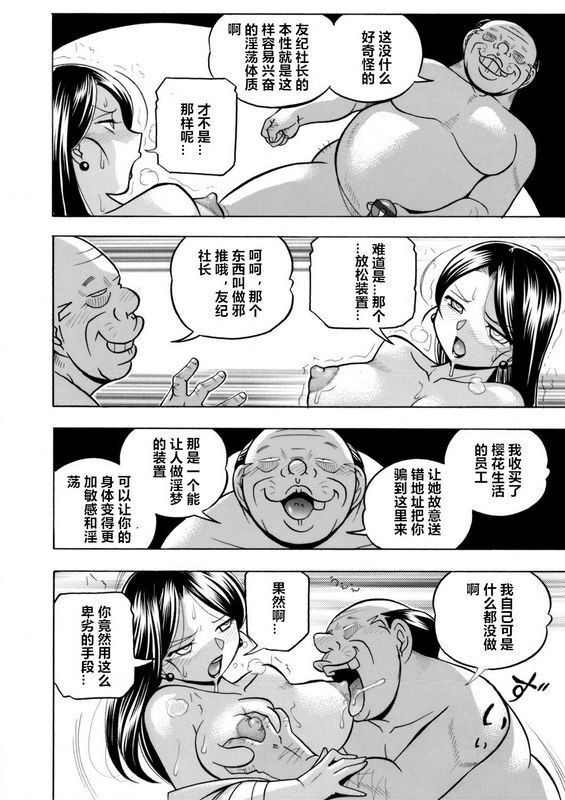 这没什么
好奇怪的
友纪社长的
本性就是这
样容易兴奋
的淫荡体质
啊
才不是…
那样呢…
难道是…那个
…放松装置…
呵呵，那个
东西叫做邪
推哦，友纪
社长
我收买了
樱花生活
的员工
让她故意送
错地址把你
骗到这里来
那是一个能
让人做淫梦
的装置
可以让你的
身体变得更
加敏感和淫
荡
我自己可是
什么都没做
啊
果然啊…
你竟然用这么
卑劣的手段…